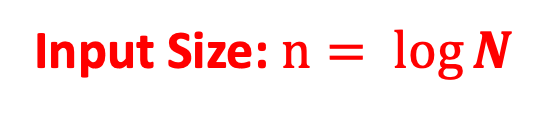 Input Size: n = log N